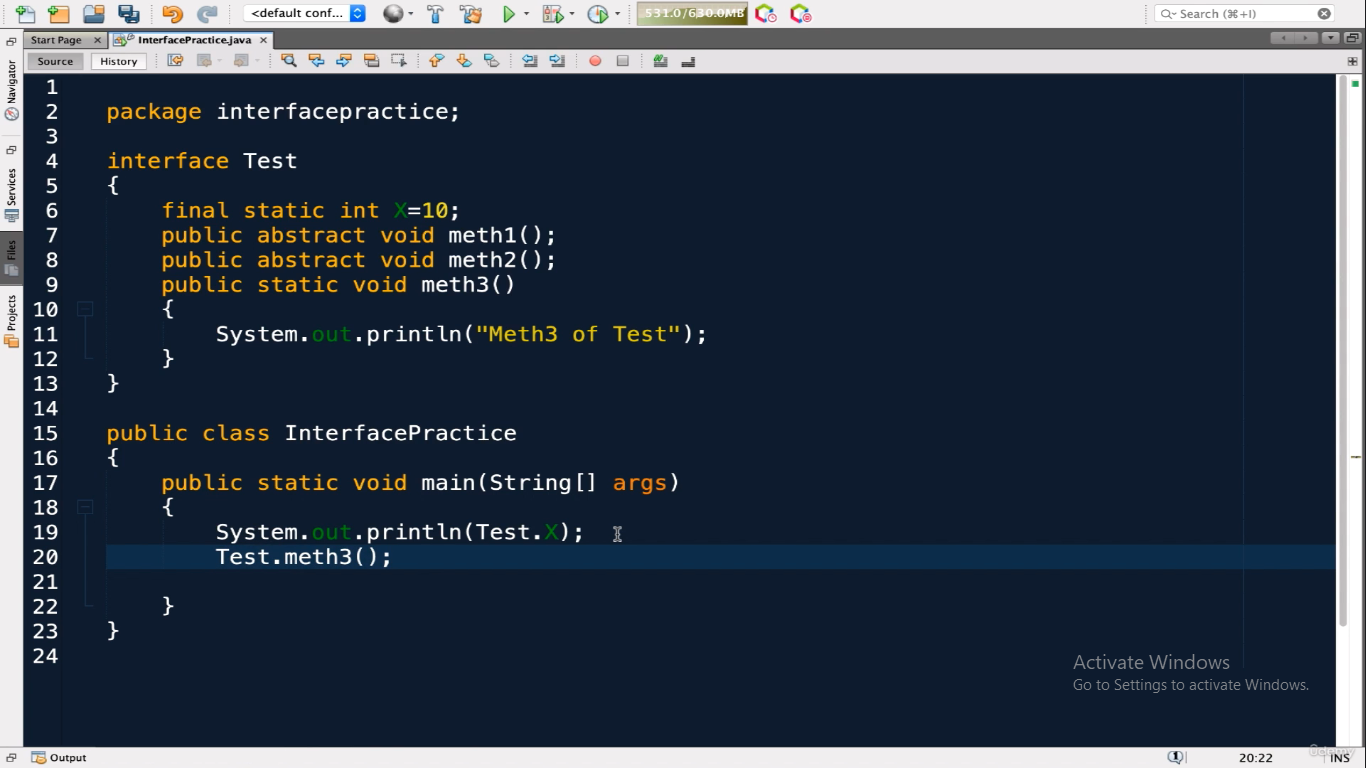 <default conf...
531.0/630.0MB
Search (⌘+I)
Start Page
InterfacePractice.java
Source
History
Navigator
Services
Files
Projects
1
2 package interfacepractice;
3
4 interface Test
5 {
6 final static int X=10;
7 public abstract void meth1();
8 public abstract void meth2();
9 public static void meth3()
10 {
11 System.out.println("Meth3 of Test");
12 }
13 }
14
15 public class InterfacePractice
16 {
17 public static void main(String[] args)
18 {
19 System.out.println(Test.X);
20 Test.meth3();
21
22 }
23 }
24
Activate Windows
Go to Settings to activate Windows.
Output
20:22
INS
Udemy